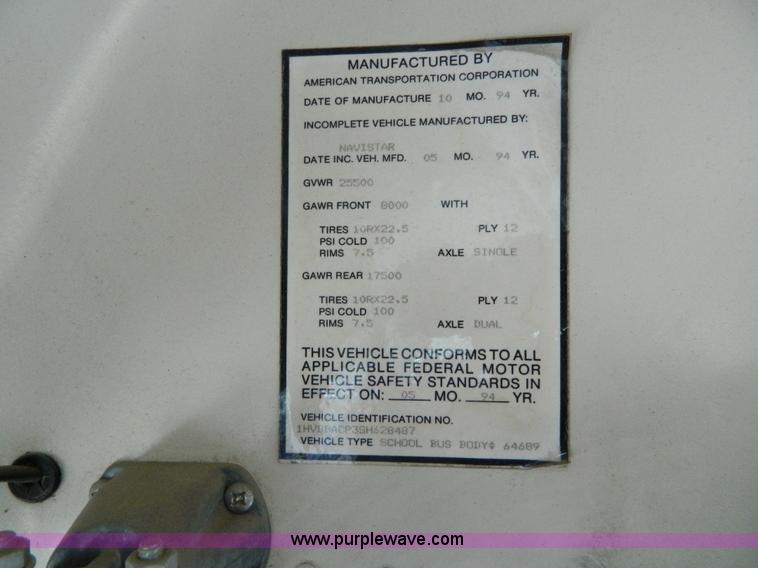 MANUFACTURED BY
AMERICAN TRANSPORTATION CORPORATION
DATE OF MANUFACTURE 10 MO. 94 YR.
INCOMPLETE VEHICLE MANUFACTURED BY:
NAVISTAR
DATE INC. VEH. MFD. 05 MO. 94 YR.
GVWR 25500
GAWR FRONT 8000 WITH
TIRES 10RX22.5 PLY 12
PSI COLD 100
RIMS 7.5 AXLE SINGLE
GAWR REAR 17500
TIRES 10RX22.5 PLY 12
PSI COLD 100
RIMS 7.5 AXLE DUAL
THIS VEHICLE CONFORMS TO ALL
APPLICABLE FEDERAL MOTOR
VEHICLE SAFETY STANDARDS IN
EFFECT ON: 05 MO. 94 YR.
VEHICLE IDENTIFICATION NO.
VEHICLE TYPE SCHOOL BUS BODY# 64689
www.purplewave.com